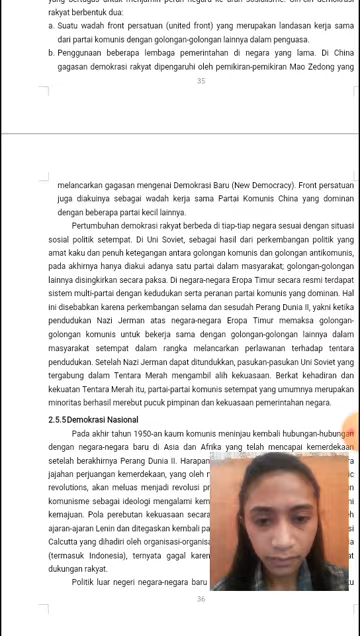 rakyat berbentuk dua:
a. Suatu wadah front persatuan (united front) yang merupakan landasan kerja sama
dari partai komunis dengan golongan-golongan lainnya dalam penguasa.
b. Penggunaan beberapa lembaga pemerintahan di negara yang lama. Di China
gagasan demokrasi rakyat dipengaruhi oleh pemikiran-pemikiran Mao Zedong yang
35
melancarkan gagasan mengenai Demokrasi Baru (New Democracy). Front persatuan
juga diakuinya sebagai wadah kerja sama Partai Komunis China yang dominan
dengan beberapa partai kecil lainnya.
Pertumbuhan demokrasi rakyat berbeda di tiap-tiap negara sesuai dengan situasi
sosial politik setempat. Di Uni Soviet, sebagai hasil dari perkembangan politik yang
amat kaku dan penuh ketegangan antara golongan komunis dan golongan antikomunis,
pada akhirnya hanya diakui adanya satu partai dalam masyarakat; golongan-golongan
lainnya disingkirkan secara paksa. Di negara-negara Eropa Timur secara resmi terdapat
sistem multi-partai dengan kedudukan serta peranan partai komunis yang dominan. Hal
ini disebabkan karena perkembangan selama dan sesudah Perang Dunia II, yakni ketika
pendudukan Nazi Jerman atas negara-negara Eropa Timur memaksa golongan-
golongan komunis untuk bekerja sama dengan golongan-golongan lainnya dalam
masyarakat setempat dalam rangka melancarkan perlawanan terhadap tentara
pendudukan. Setelah Nazi Jerman dapat ditundukkan, pasukan-pasukan Uni Soviet yang
tergabung dalam Tentara Merah mengambil alih kekuasaan. Berkat kehadiran dan
kekuatan Tentara Merah itu, partai-partai komunis setempat yang umumnya merupakan
minoritas berhasil merebut pucuk pimpinan dan kekuasaan pemerintahan negara.
2.5.5 Demokrasi Nasional
Pada akhir tahun 1950-an kaum komunis meninjau kembali hubungan-hubungan
dengan negara-negara baru di Asia dan Afrika yang telah mencapai kemerdekaan
setelah berakhirnya Perang Dunia II. Harapan
jajahan perjuangan kemerdekaan, yang oleh
revolutions, akan meluas menjadi revolusi
komunisme sebagai ideologi di mengalami
kemajuan. Pola perebutan kekuasaan secara
ajaran-ajaran Lenin dan ditegaskan kembali
Calcutta yang dihadiri oleh organisasi-organisa
(termasuk Indonesia), ternyata gagal karen
dukungan rakyat.
Politik luar negeri negara-negara baru
36